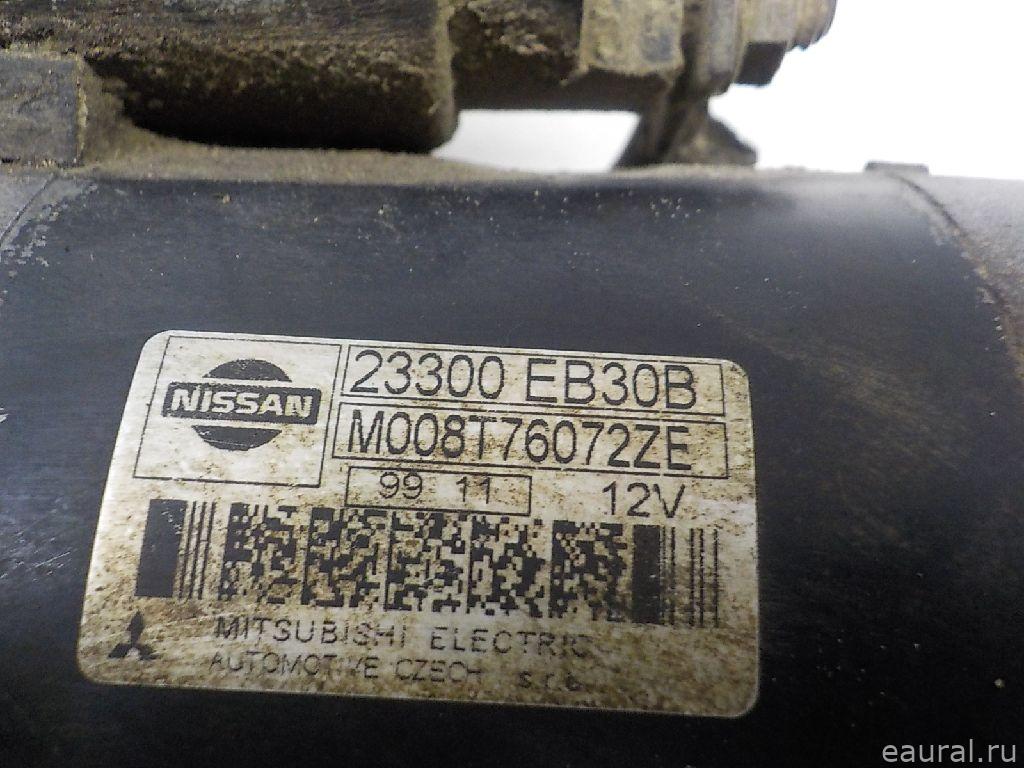 NISSAN
23300 EB30B
M008T76072ZE
99 11
12V
MITSUBISHI ELECTRIC
AUTOMOTIVE CZECH s.r.o.
eaural.ru